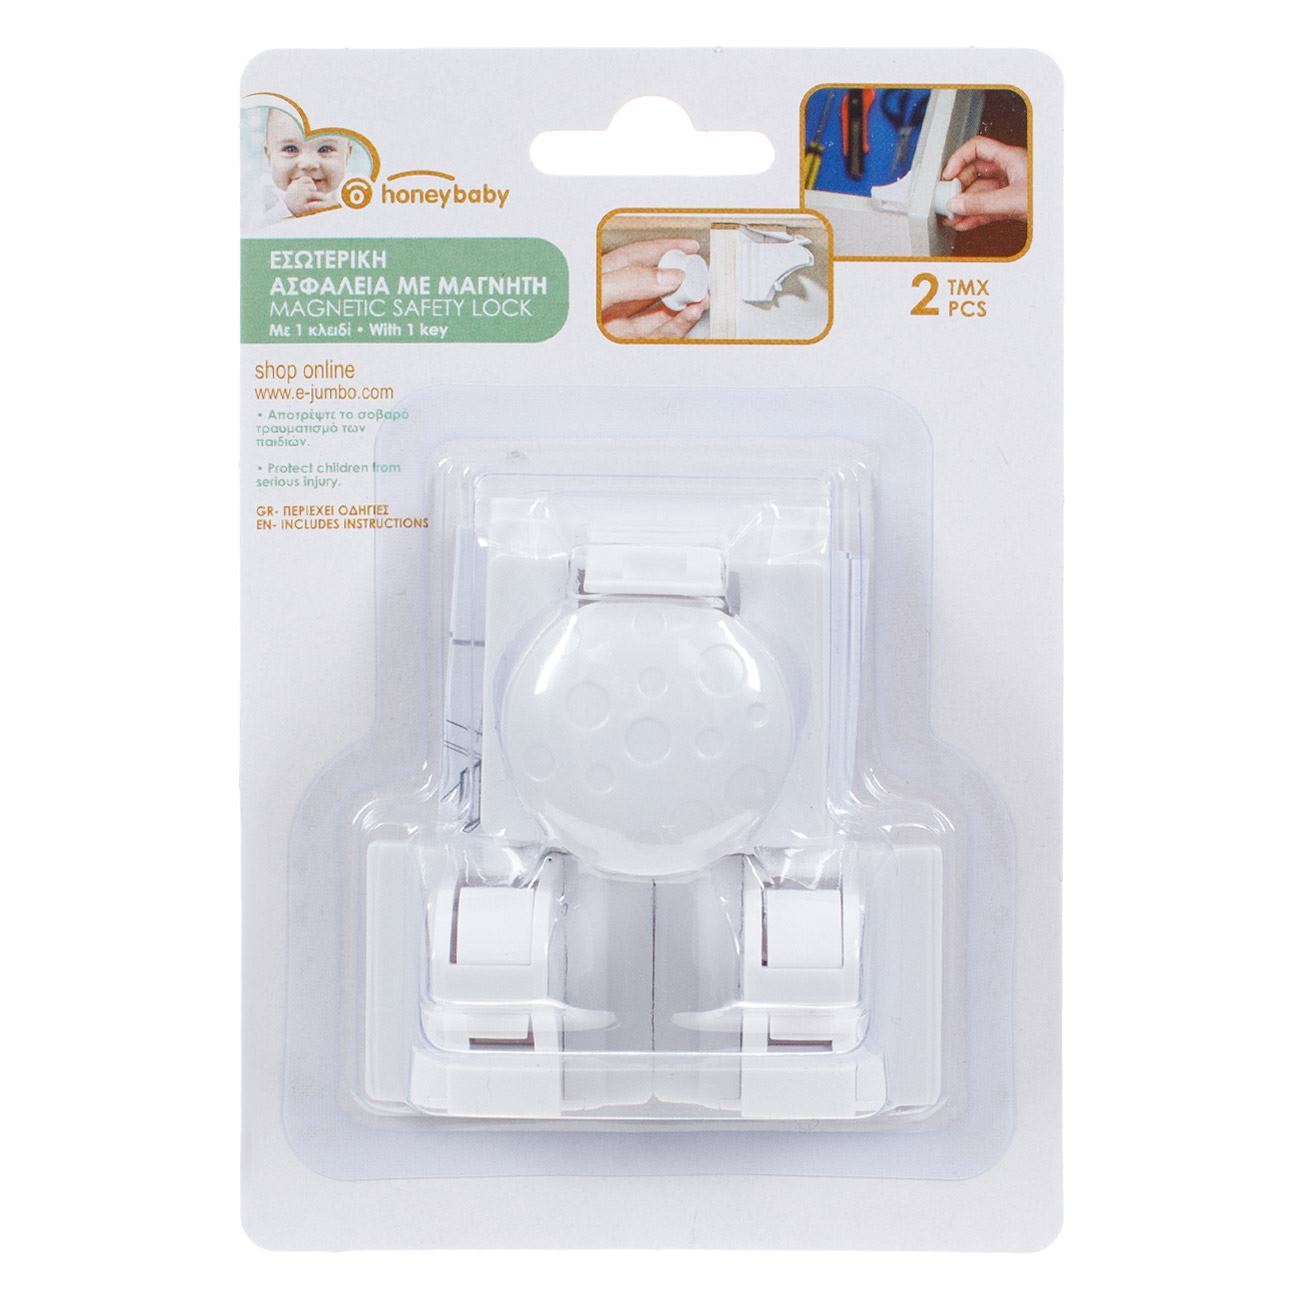 honeybaby
ΕΣΩΤΕΡΙΚΗ
ΑΣΦΑΛΕΙΑ ΜΕ ΜΑΓΝΗΤΗ
MAGNETIC SAFETY LOCK
Με 1 κλειδί • With 1 key
2 ΤΜΧ
PCS
shop online
www.e-jumbo.com
• Αποτρέψτε το σοβαρό
τραυματισμό των
παιδιών.
• Protect children from
serious injury.
GR- ΠΕΡΙΕΧΕΙ ΟΔΗΓΙΕΣ
EN- INCLUDES INSTRUCTIONS